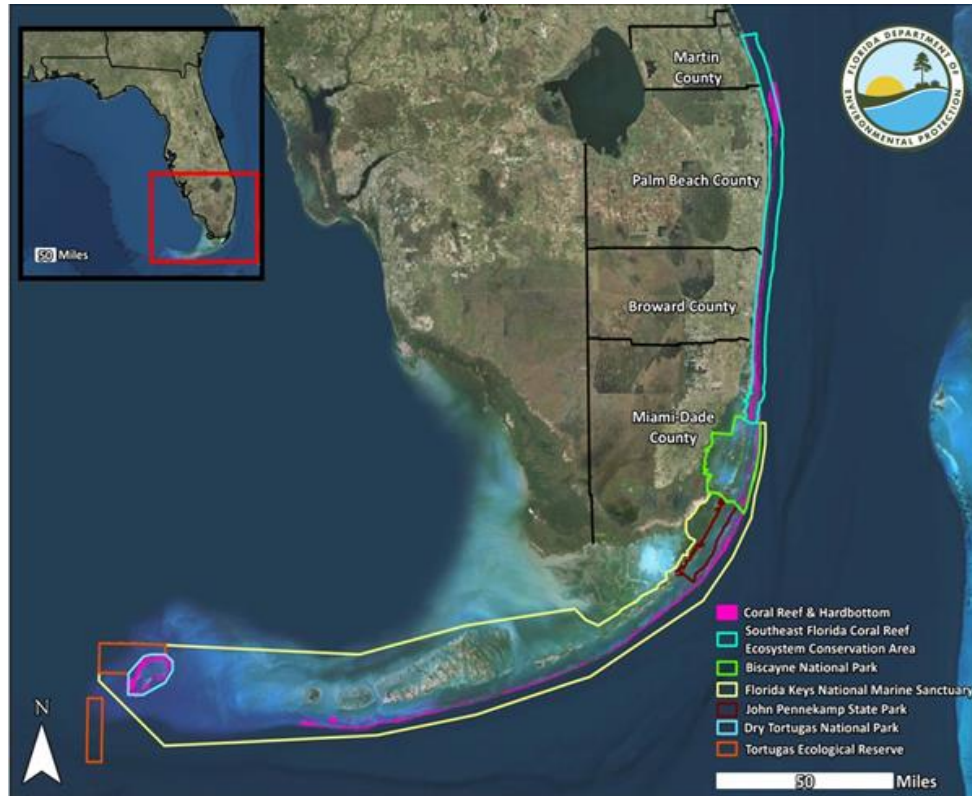 FLORIDA DEPARTMENT OF
ENVIRONMENTAL PROTECTION
Martin
County
Palm Beach County
50 Miles
Broward County
Miami-Dade
County
Coral Reef & Hardbottom
Southeast Florida Coral Reef
Ecosystem Conservation Area
Biscayne National Park
Florida Keys National Marine Sanctuary
John Pennekamp State Park
Dry Tortugas National Park
Tortugas Ecological Reserve
N
50 Miles